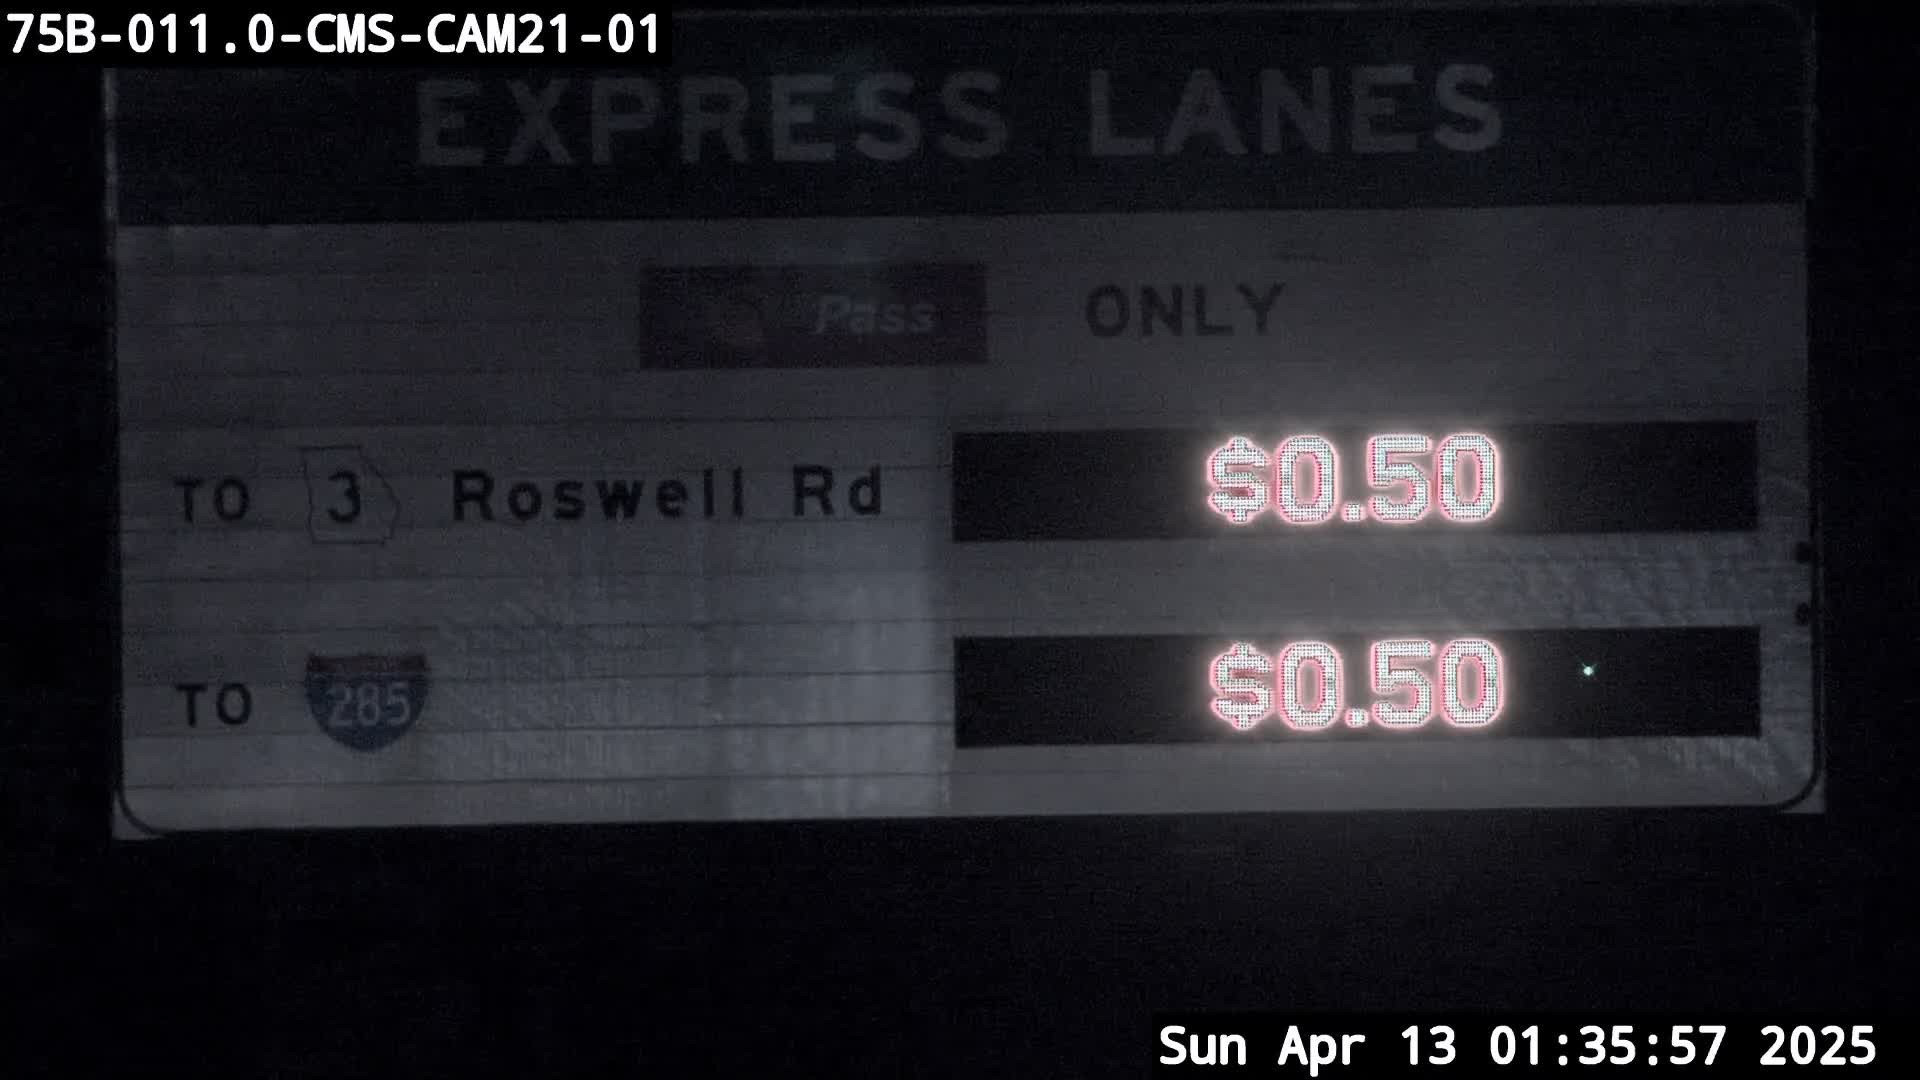 75B-011.0-CMS-CAM21-01
EXPRESS LANES
Pass ONLY
TO 3 Roswell Rd $0.50
TO 285 $0.50
Sun Apr 13 01:35:57 2025